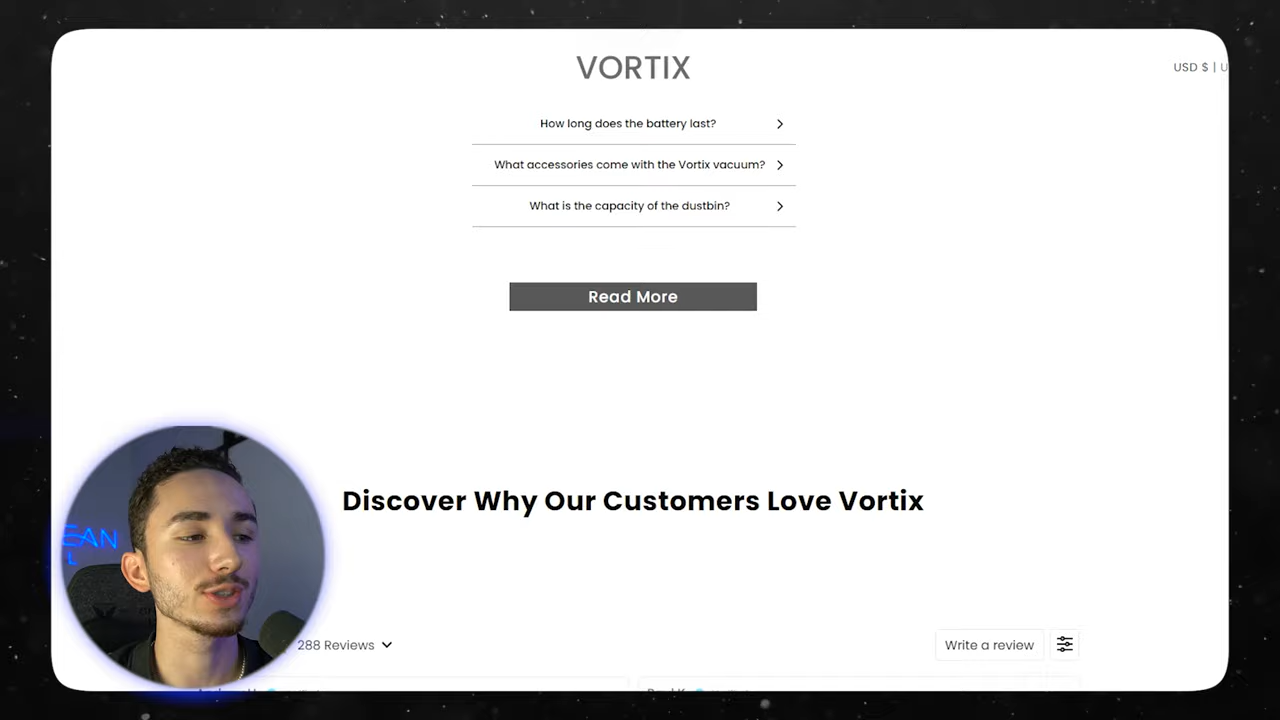 VORTIX
USD $ | U
How long does the battery last?
What accessories come with the Vortix vacuum?
What is the capacity of the dustbin?
Read More
Discover Why Our Customers Love Vortix
EAN
288 Reviews
Write a review